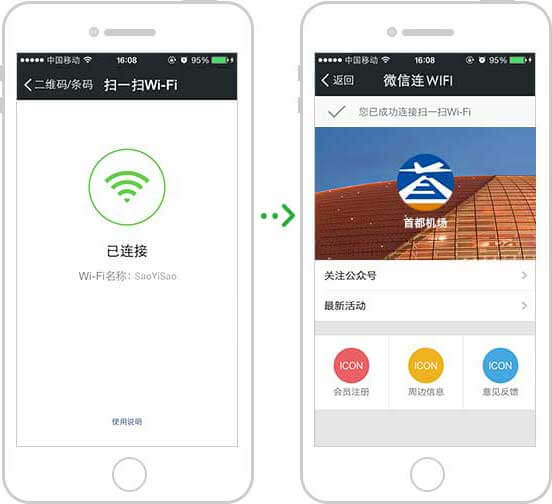 中国移动 16:08 95%
二维码/条码 扫一扫Wi-Fi
已连接
Wi-Fi名称：SaoYiSao
使用说明
中国移动 16:08 95%
返回 微信连WIFI
您已成功连接扫一扫Wi-Fi
首都机场
关注公众号
最新活动
ICON ICON ICON
会员注册 周边信息 意见反馈